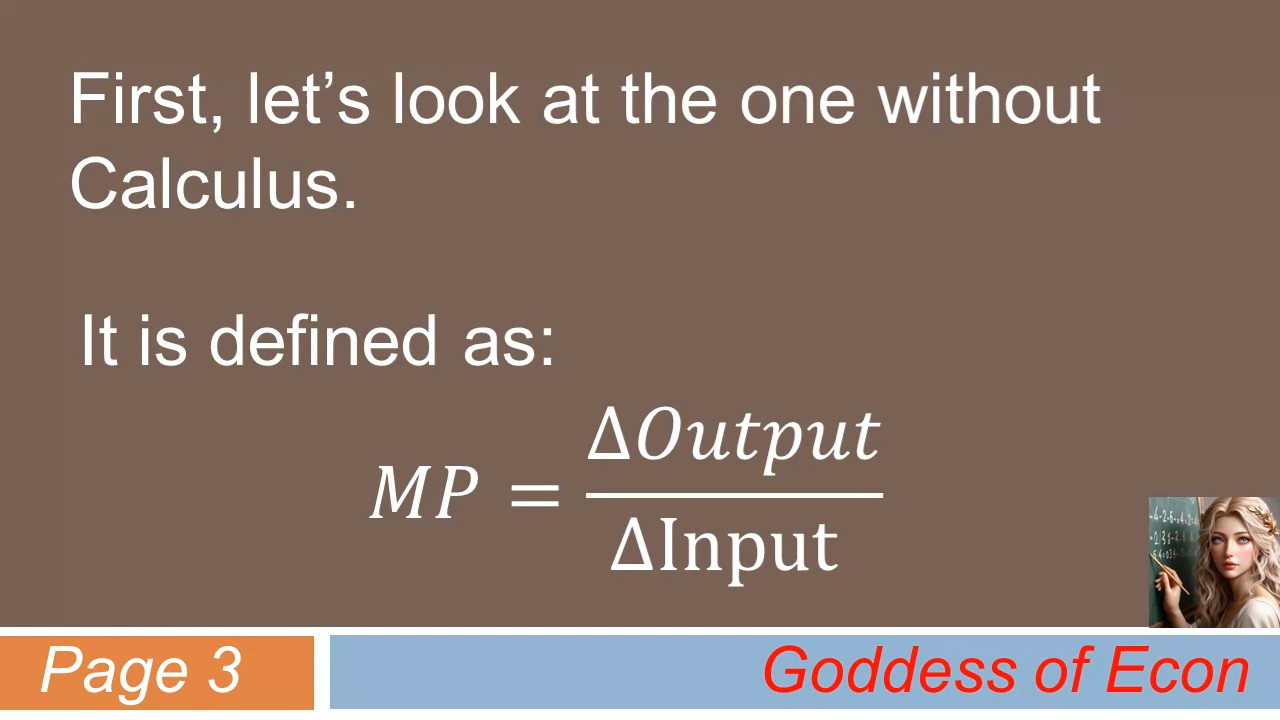 First, let’s look at the one without
Calculus.
It is defined as:
𝑀𝑃 = Δ𝑂𝑢𝑡𝑝𝑢𝑡 / ΔInput
Page 3
Goddess of Econ